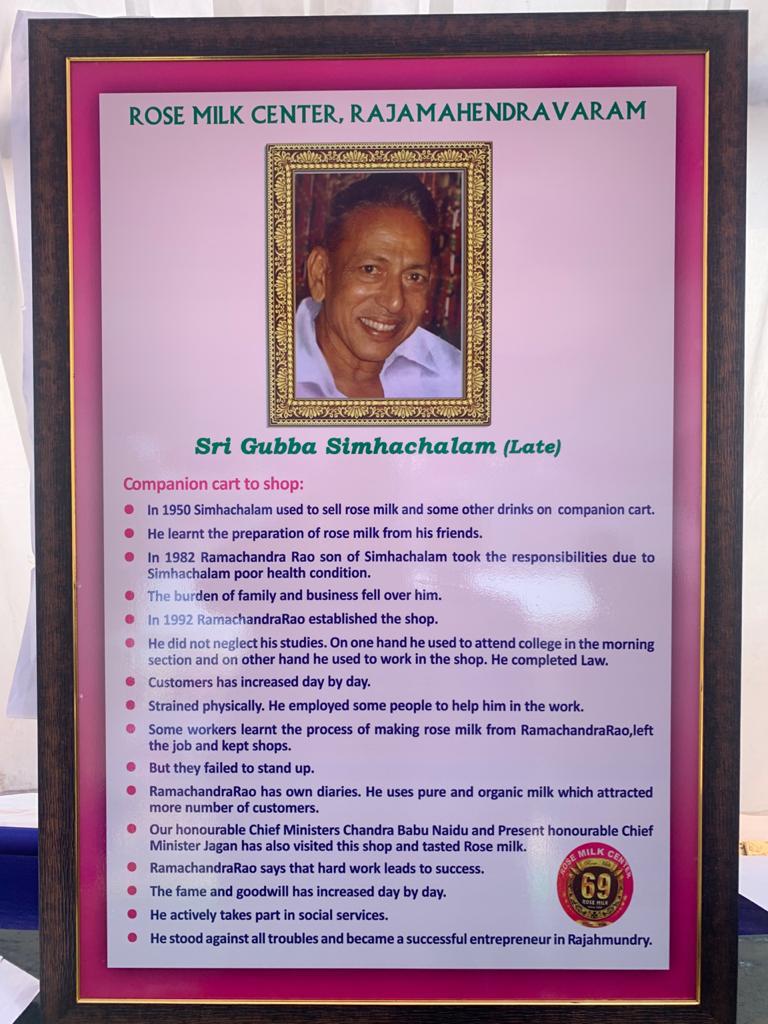 ROSE MILK CENTER, RAJAMAHENDRAVARAM
Sri Gubba Simhachalam (Late)
Companion cart to shop:
In 1950 Simhachalam used to sell rose milk and some other drinks on companion cart.
He learnt the preparation of rose milk from his friends.
In 1982 Ramachandra Rao son of Simhachalam took the responsibilities due to
Simhachalam poor health condition.
The burden of family and business fell over him.
In 1992 RamachandraRao established the shop.
He did not neglect his studies. On one hand he used to attend college in the morning
section and on other hand he used to work in the shop. He completed Law.
Customers has increased day by day.
Strained physically. He employed some people to help him in the work.
Some workers learnt the process of making rose milk from RamachandraRao,left
the job and kept shops.
But they failed to stand up.
RamachandraRao has own diaries. He uses pure and organic milk which attracted
more number of customers.
Our honourable Chief Ministers Chandra Babu Naidu and Present honourable Chief
Minister Jagan has also visited this shop and tasted Rose milk.
RamachandraRao says that hard work leads to success.
The fame and goodwill has increased day by day.
He actively takes part in social services.
He stood against all troubles and became a successful entrepreneur in Rajahmundry.
ROSE MILK CENTER
69
ROSE MILK